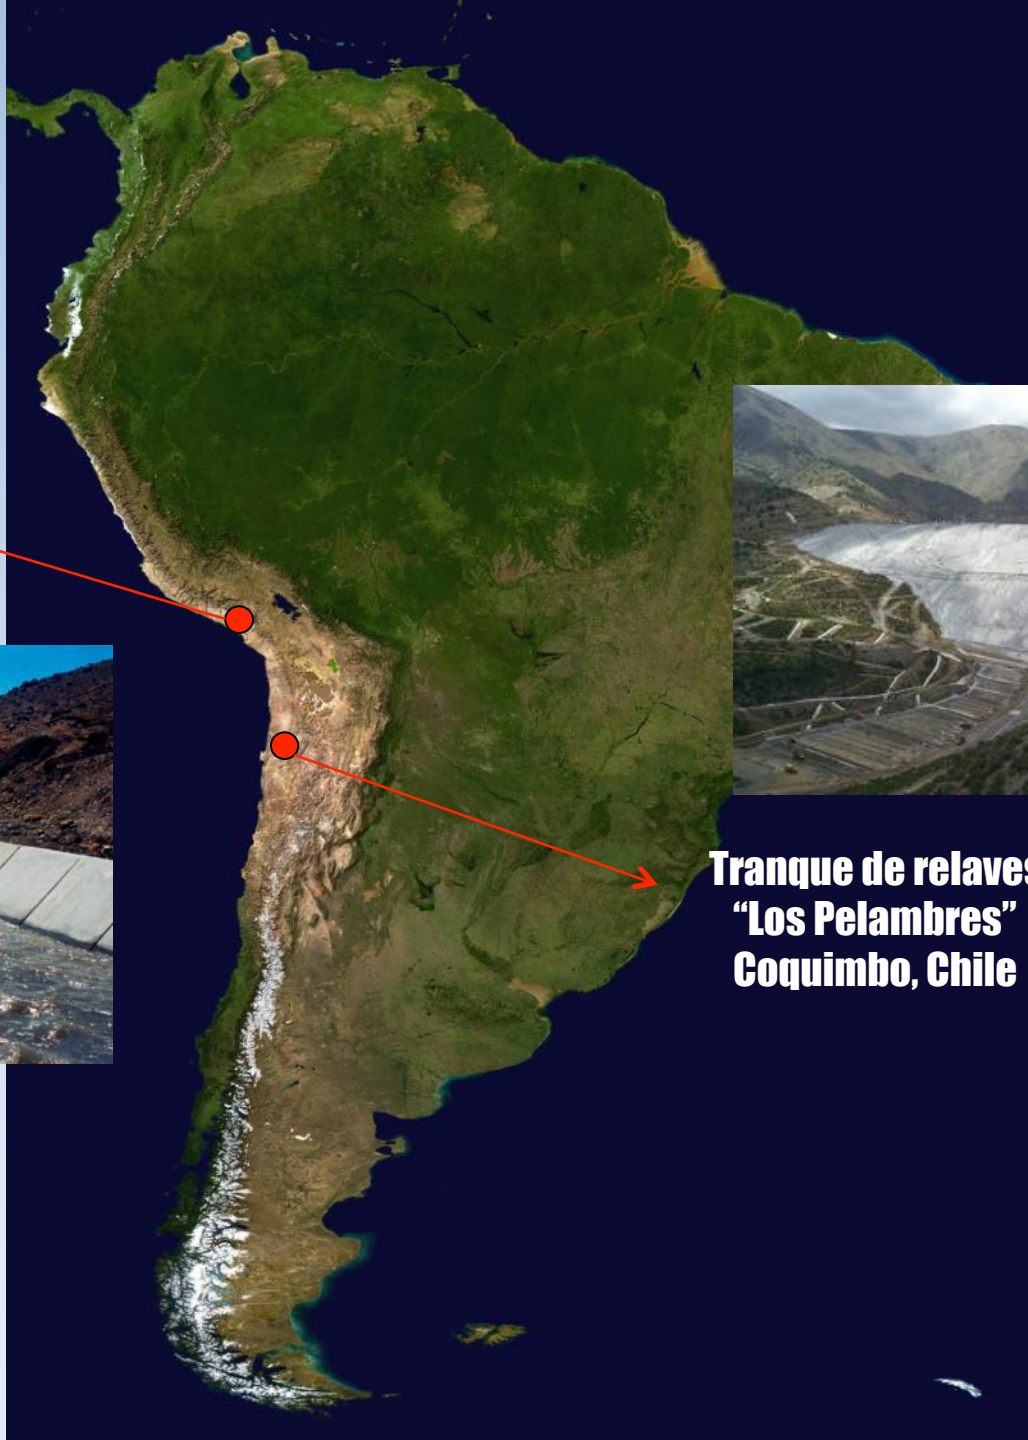 Tranque de relaves
“Los Pelambres”
Coquimbo, Chile